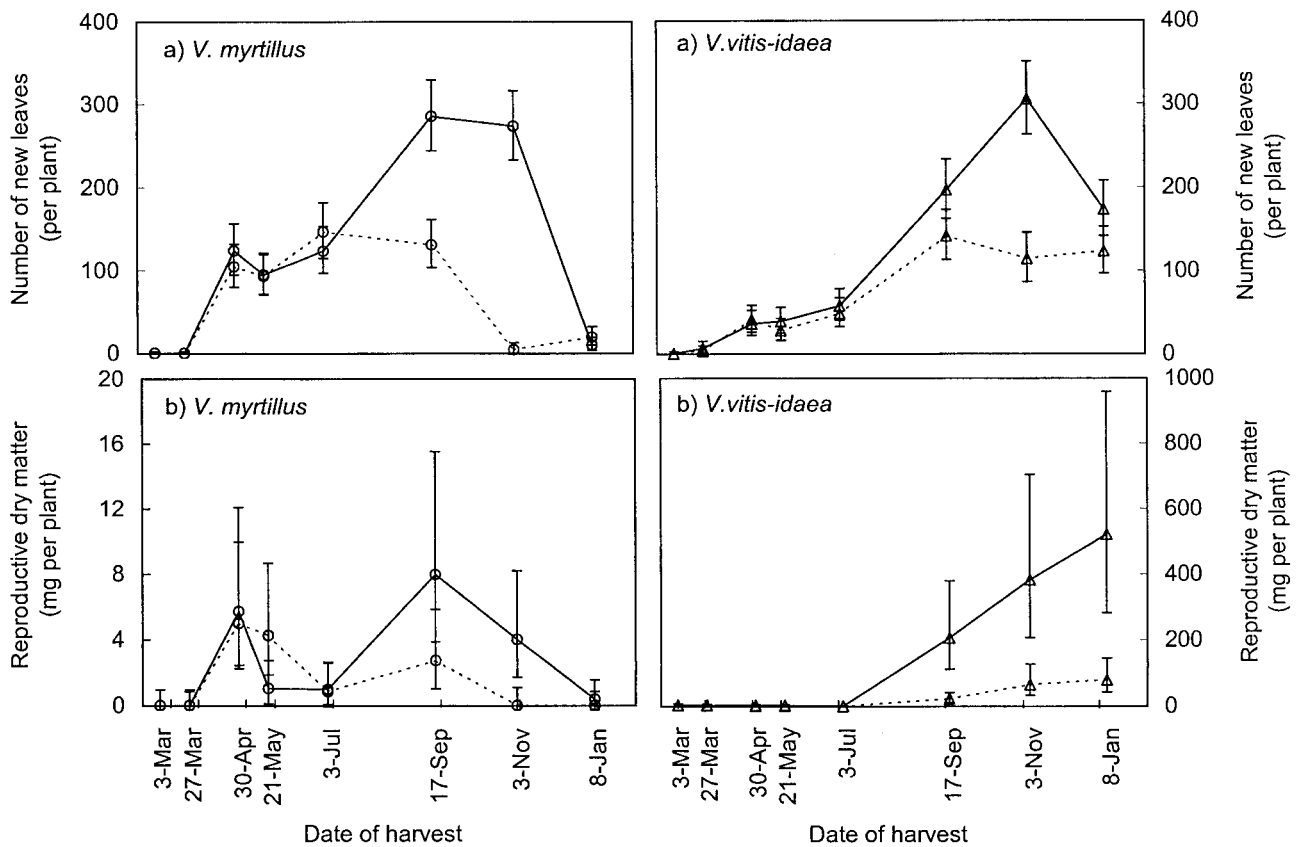 a) V. myrtillus
400
300
200
100
0
Number of new leaves
(per plant)
a) V.vitis-idaea
400
300
200
100
0
Number of new leaves
(per plant)
b) V. myrtillus
20
16
12
8
4
0
Reproductive dry matter
(mg per plant)
3-Mar
27-Mar
30-Apr
21-May
3-Jul
17-Sep
3-Nov
8-Jan
Date of harvest
b) V.vitis-idaea
1000
800
600
400
200
0
Reproductive dry matter
(mg per plant)
3-Mar
27-Mar
30-Apr
21-May
3-Jul
17-Sep
3-Nov
8-Jan
Date of harvest